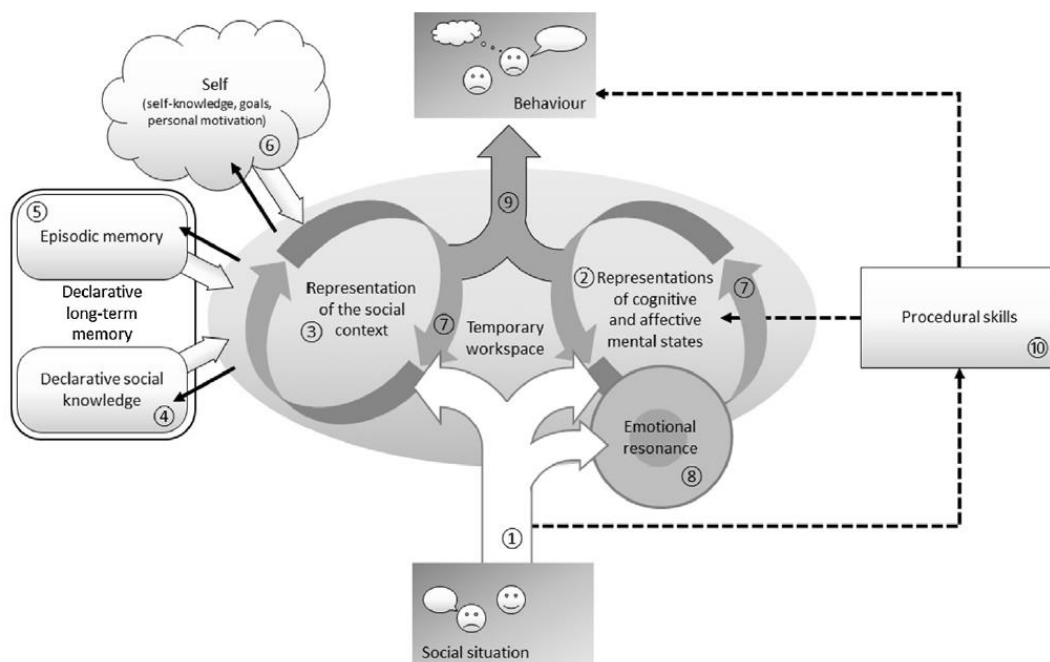 Behaviour
Self
(self-knowledge, goals,
personal motivation)
⑥
⑤
Episodic memory
Declarative
long-term
memory
Declarative social
knowledge
④
⑨
Representation
of the social
③ context
⑦
Temporary
workspace
② Representations
of cognitive
and affective
mental states
⑦
Procedural skills
⑩
Emotional
resonance
⑧
①
Social situation